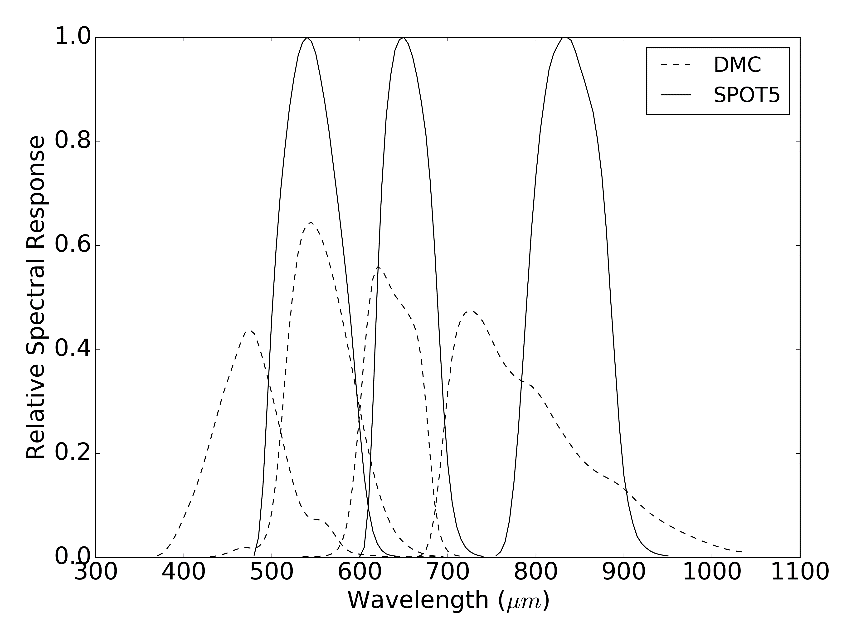 1.0
0.8
0.6
0.4
0.2
0.0
Relative Spectral Response
DMC
SPOT5
300 400 500 600 700 800 900 1000 1100
Wavelength (μm)